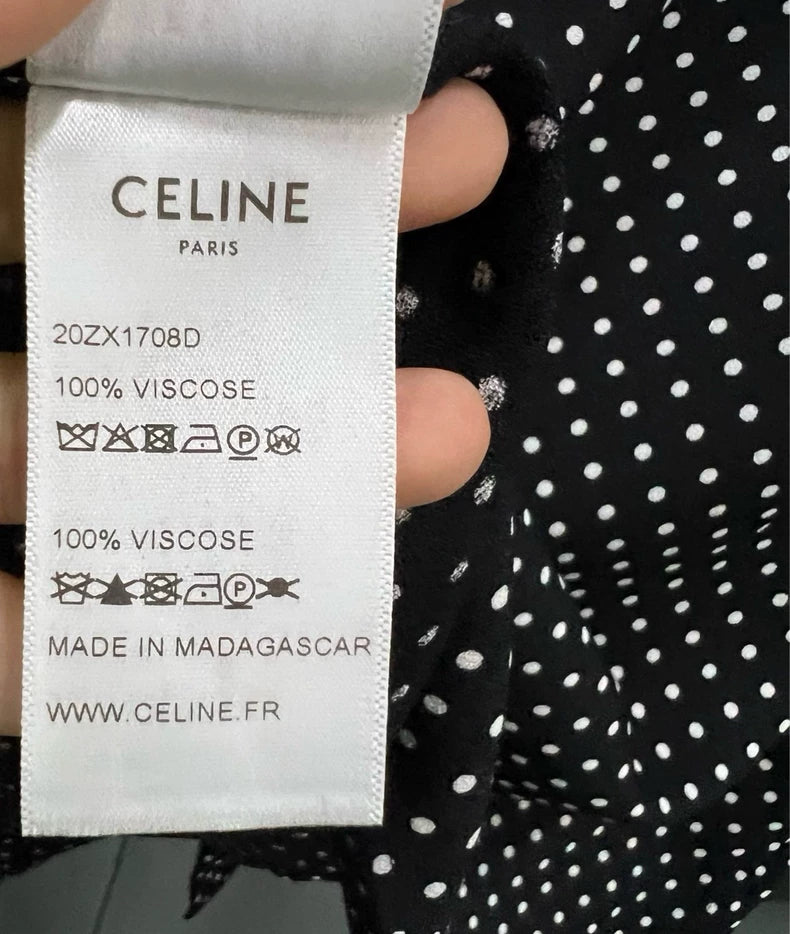 CELINE
PARIS
20ZX1708D
100% VISCOSE
P W
100% VISCOSE
P
MADE IN MADAGASCAR
WWW.CELINE.FR